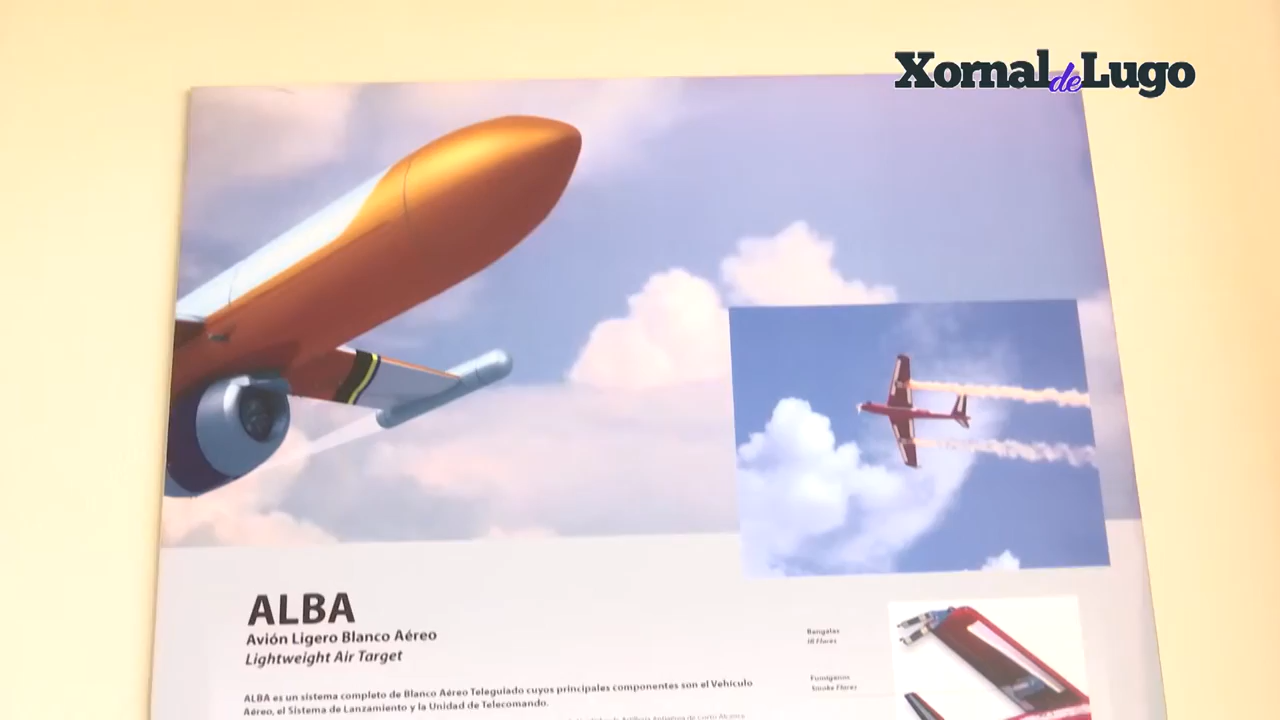 Xornal de Lugo
ALBA
Avión Ligero Blanco Aéreo
Lightweight Air Target
ALBA es un sistema completo de Blanco Aéreo Teleguiado cuyos principales componentes son el Vehículo
Aéreo, el Sistema de Lanzamiento y la Unidad de Telecomando.
Bengalas
IR Flares
Fumígenos
Smoke Flares